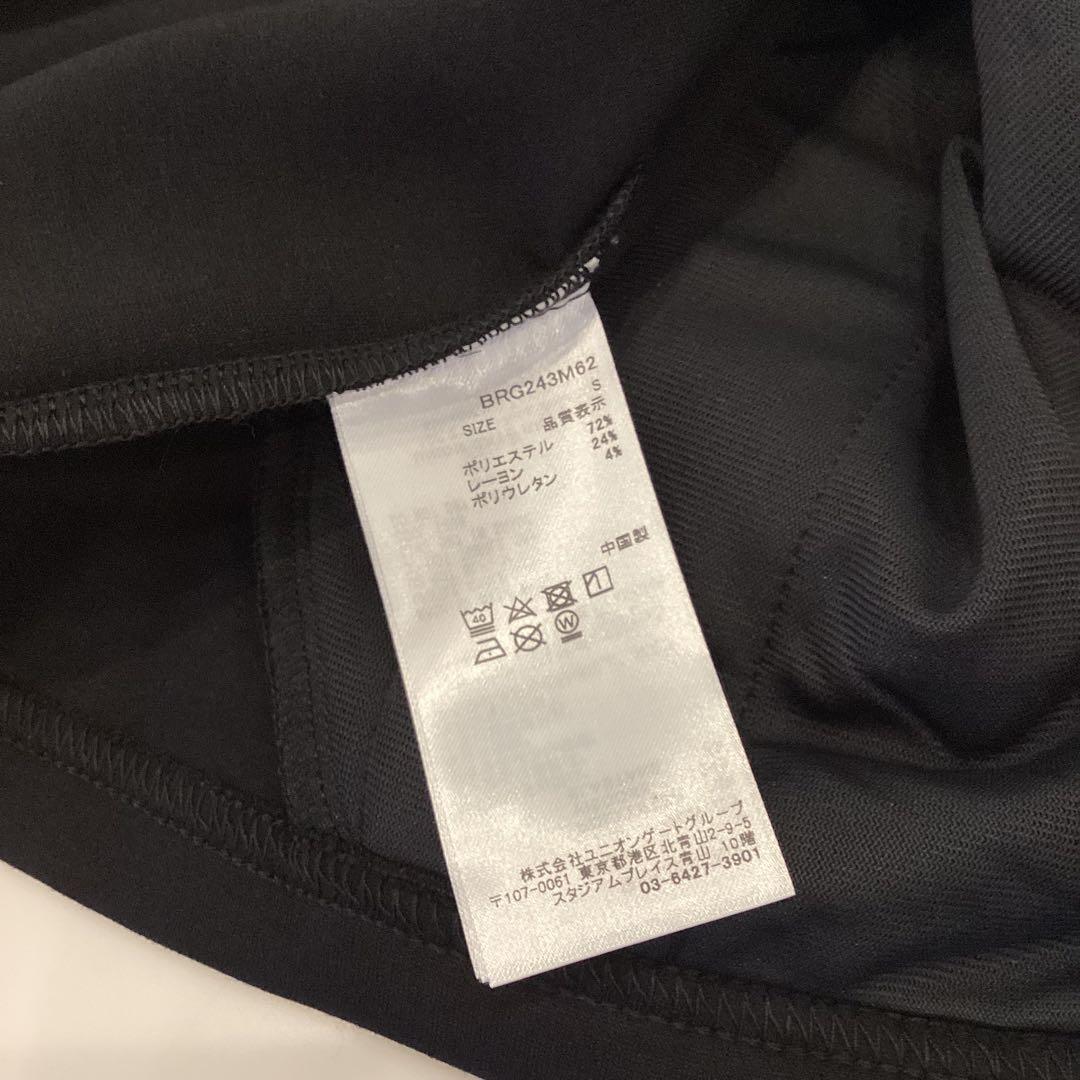 BRG243M62
SIZE S
品質表示
ポリエステル 72%
レーヨン 24%
ポリウレタン 4%
中国製
40
W
株式会社ユニオンゲートグループ
〒107-0061 東京都港区北青山2-9-5
スタジアムプレイス青山 10階
03-6427-3901